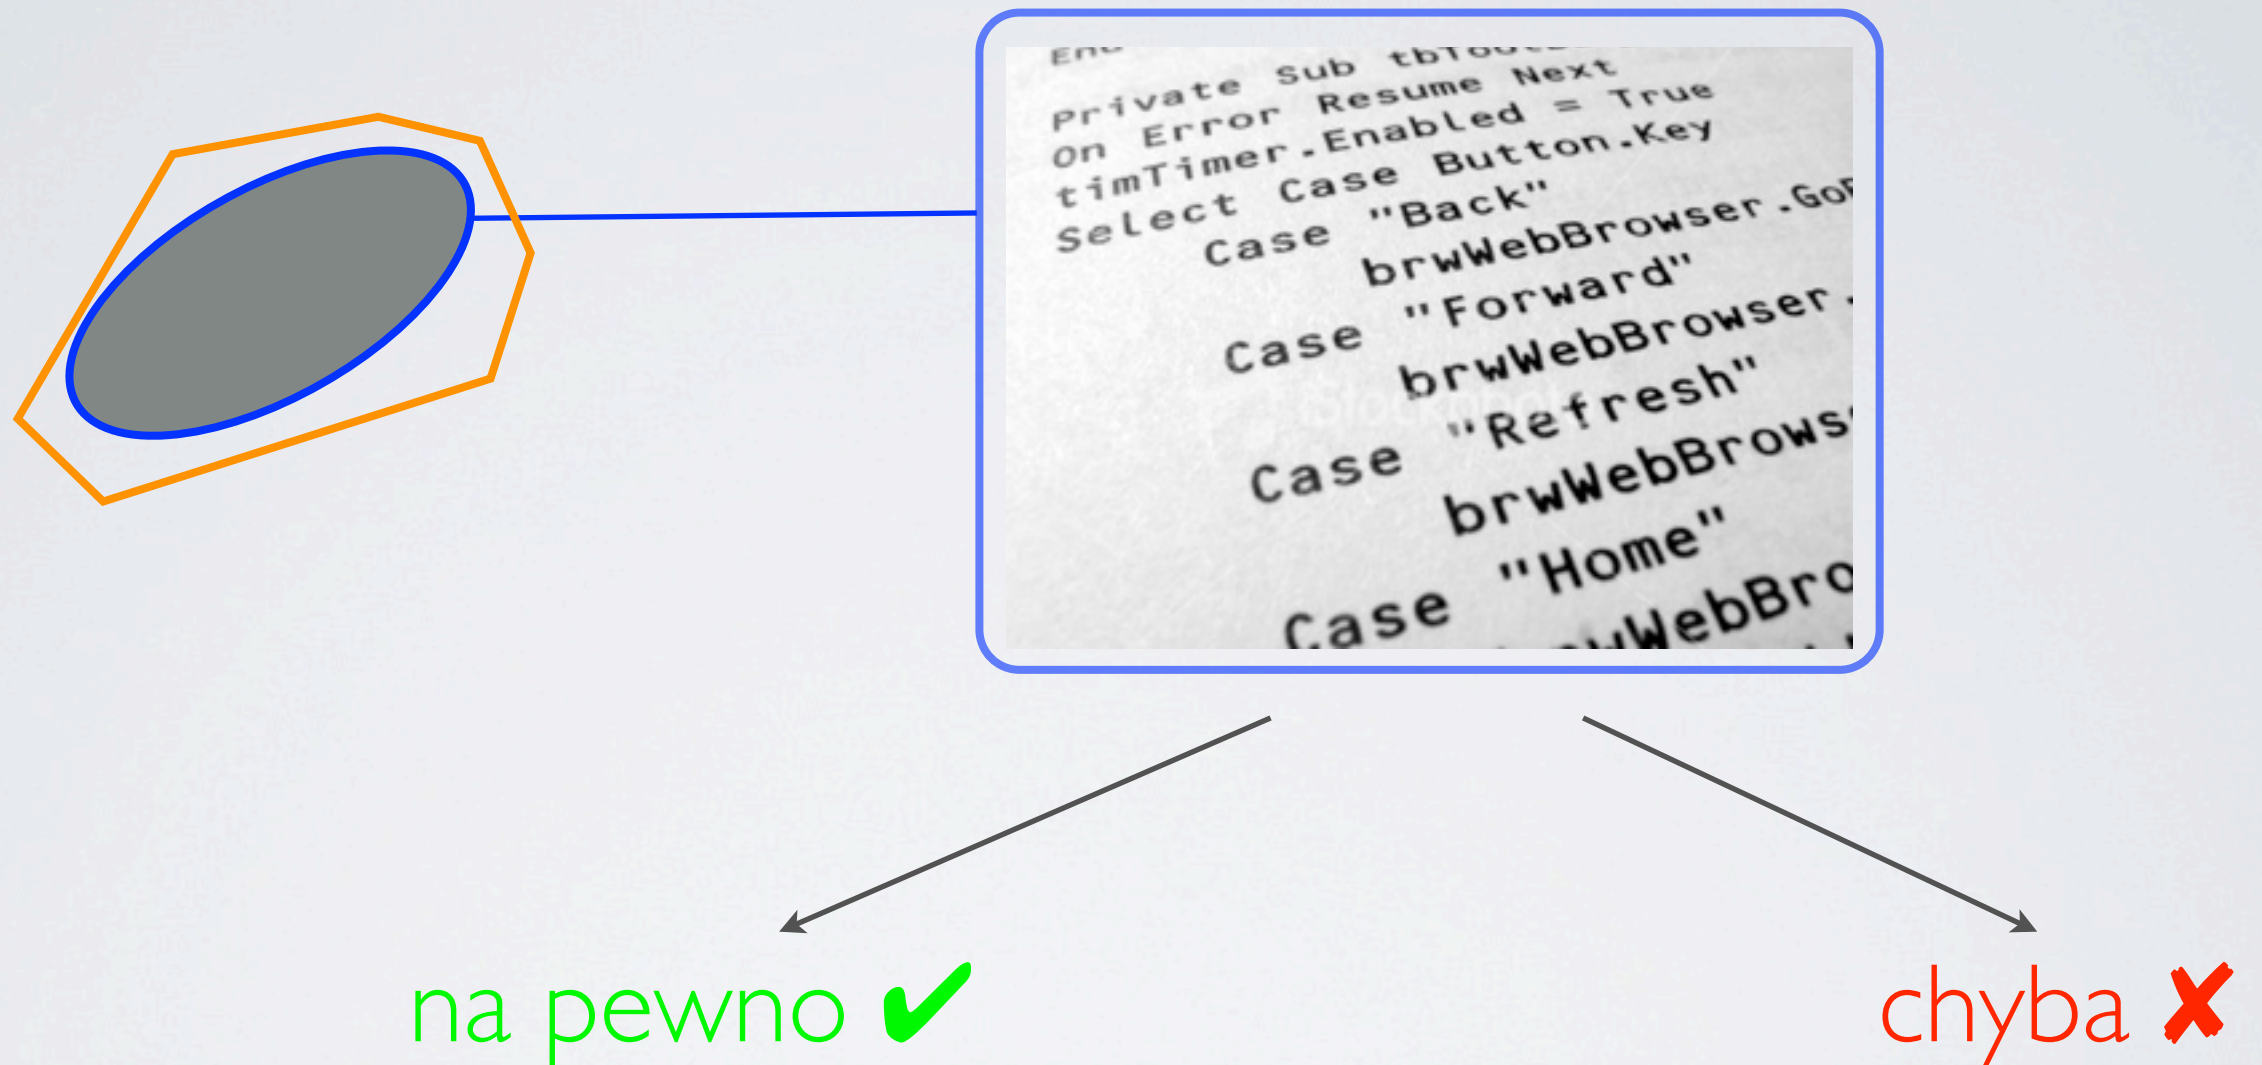 End
Private Sub
On Error Resume Next
timTimer.Enabled = True
Select Case Button.Key
Case "Back"
brwWebBrowser.
Case "Forward"
brwWebBrowser.
Case "Refresh"
Case "Home"
na pewno ✔
chyba ✘